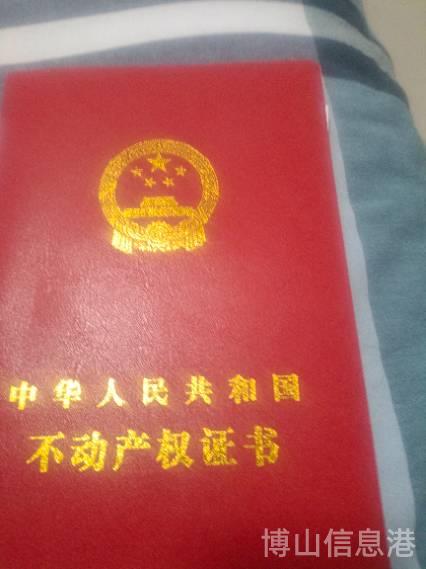 中华人民共和国
不动产权证书
博山信息港